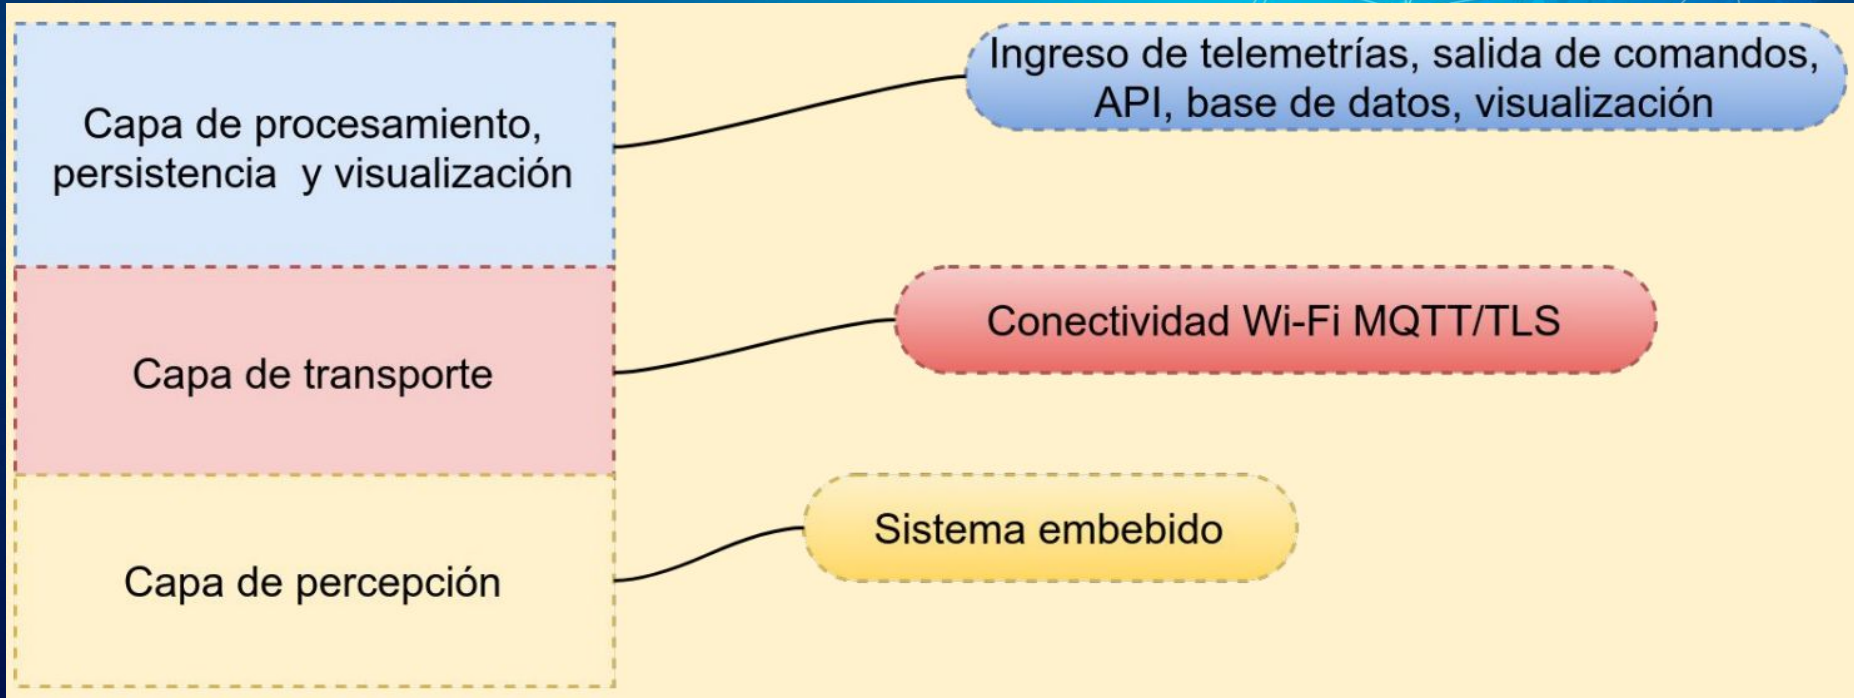 Capa de procesamiento,
persistencia y visualización
Ingreso de telemetrías, salida de comandos,
API, base de datos, visualización
Capa de transporte
Conectividad Wi-Fi MQTT/TLS
Capa de percepción
Sistema embebido